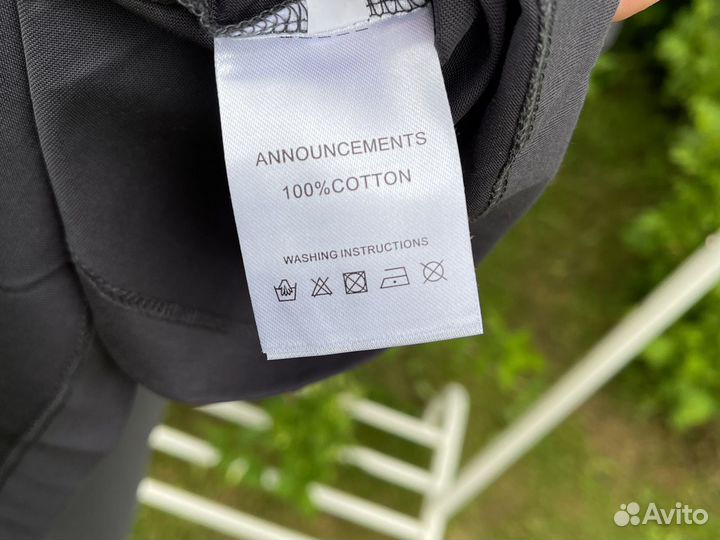 ANNOUNCEMENTS
100%COTTON
WASHING INSTRUCTIONS
Avito